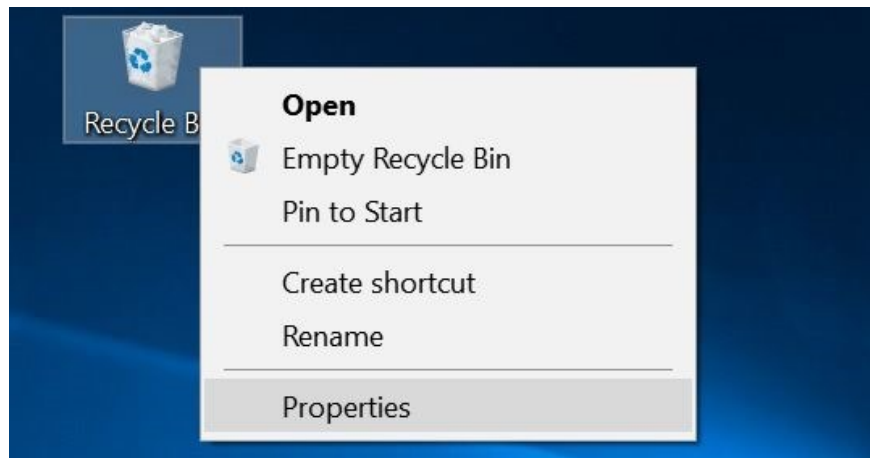 Recycle B
Open
Empty Recycle Bin
Pin to Start
Create shortcut
Rename
Properties